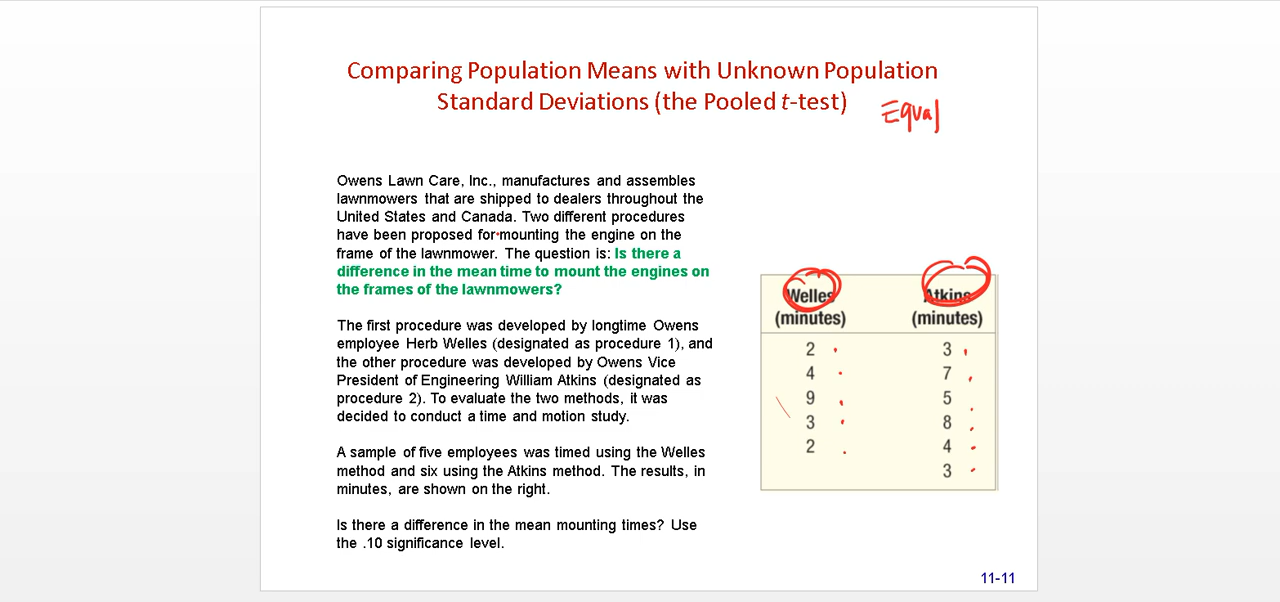 Comparing Population Means with Unknown Population
Standard Deviations (the Pooled t-test)
Equal
Owens Lawn Care, Inc., manufactures and assembles
lawnmowers that are shipped to dealers throughout the
United States and Canada. Two different procedures
have been proposed for mounting the engine on the
frame of the lawnmower. The question is: Is there a
difference in the mean time to mount the engines on
the frames of the lawnmowers?
The first procedure was developed by longtime Owens
employee Herb Welles (designated as procedure 1), and
the other procedure was developed by Owens Vice
President of Engineering William Atkins (designated as
procedure 2). To evaluate the two methods, it was
decided to conduct a time and motion study.
A sample of five employees was timed using the Welles
method and six using the Atkins method. The results, in
minutes, are shown on the right.
Is there a difference in the mean mounting times? Use
the .10 significance level.
Welles Atkins
(minutes) (minutes)
2 3
4 7
9 5
3 8
2 4
3
11-11